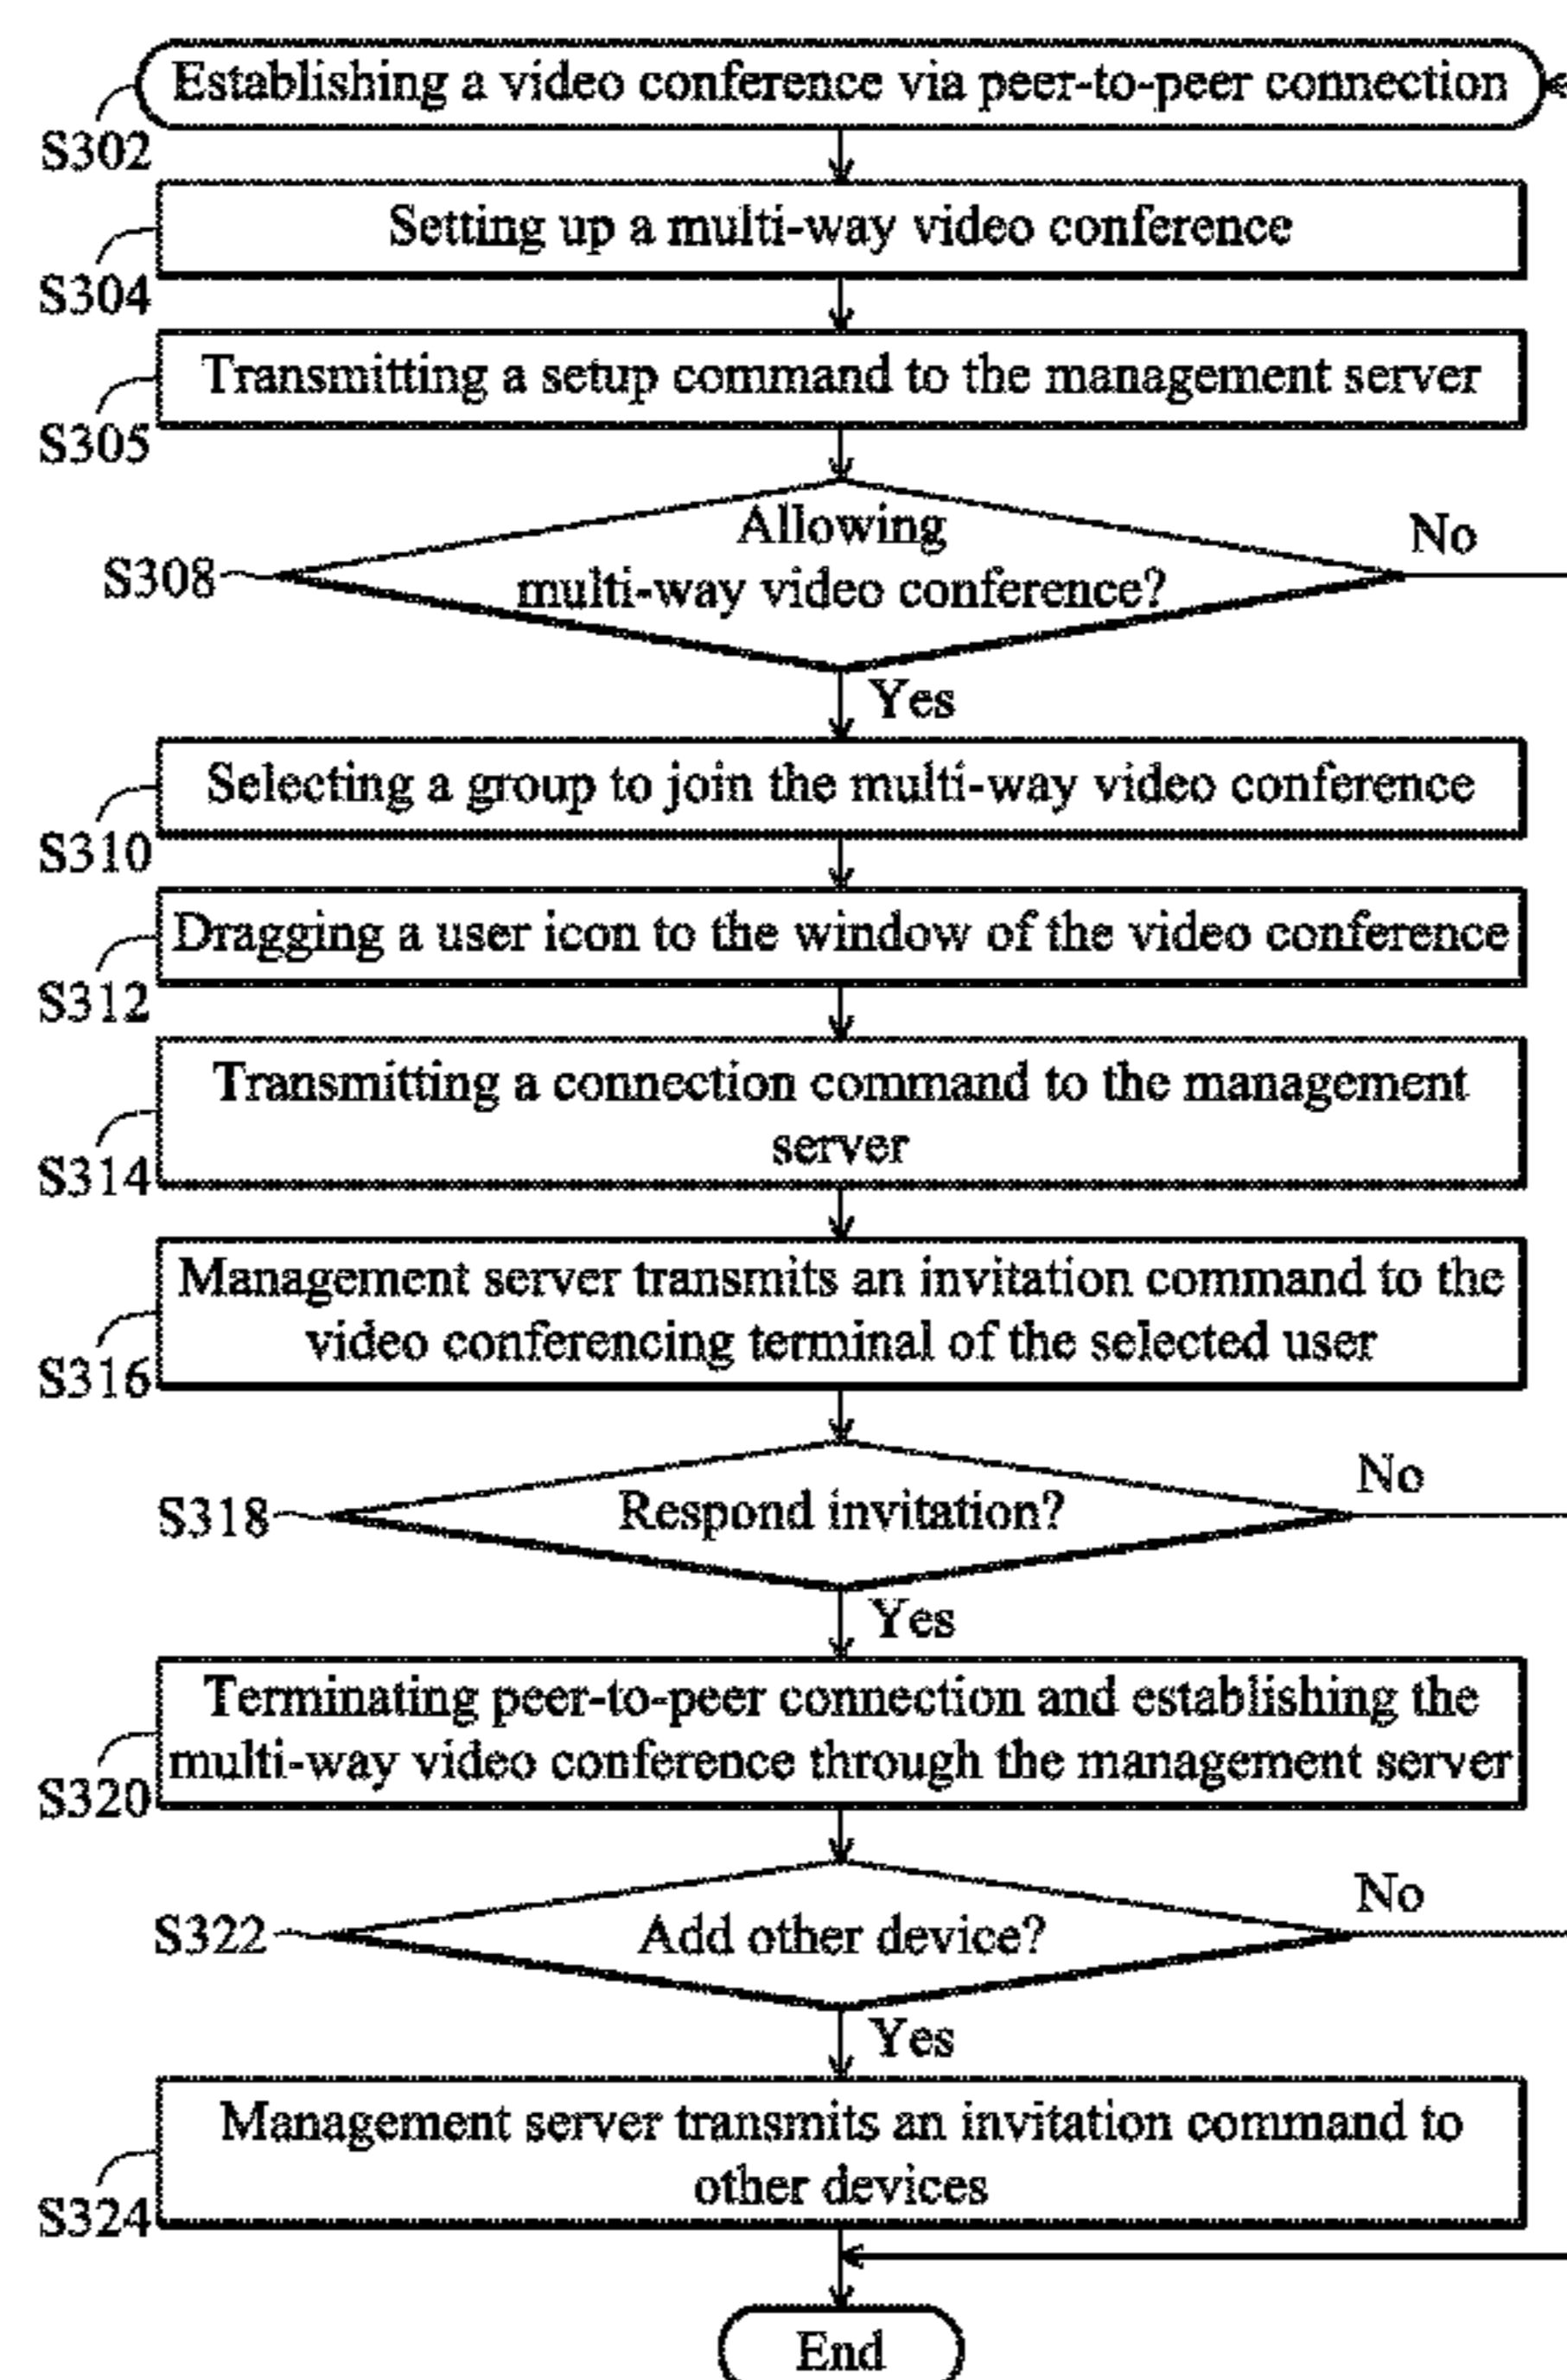 Establishing a video conference via peer-to-peer connection
S302
Setting up a multi-way video conference
S304
Transmitting a setup command to the management server
S305
Allowing
multi-way video conference?
No
S308
Yes
Selecting a group to join the multi-way video conference
S310
Dragging a user icon to the window of the video conference
S312
Transmitting a connection command to the management
server
S314
Management server transmits an invitation command to the
video conferencing terminal of the selected user
S316
No
Respond invitation?
S318
Yes
Terminating peer-to-peer connection and establishing the
multi-way video conference through the management server
S320
No
Add other device?
S322
Yes
Management server transmits an invitation command to
other devices
S324
End